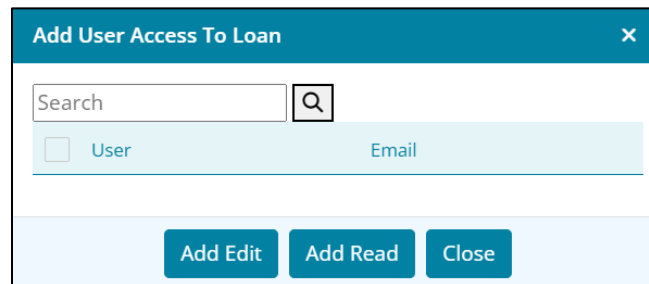 Add User Access To Loan ×
Search
User Email
Add Edit Add Read Close